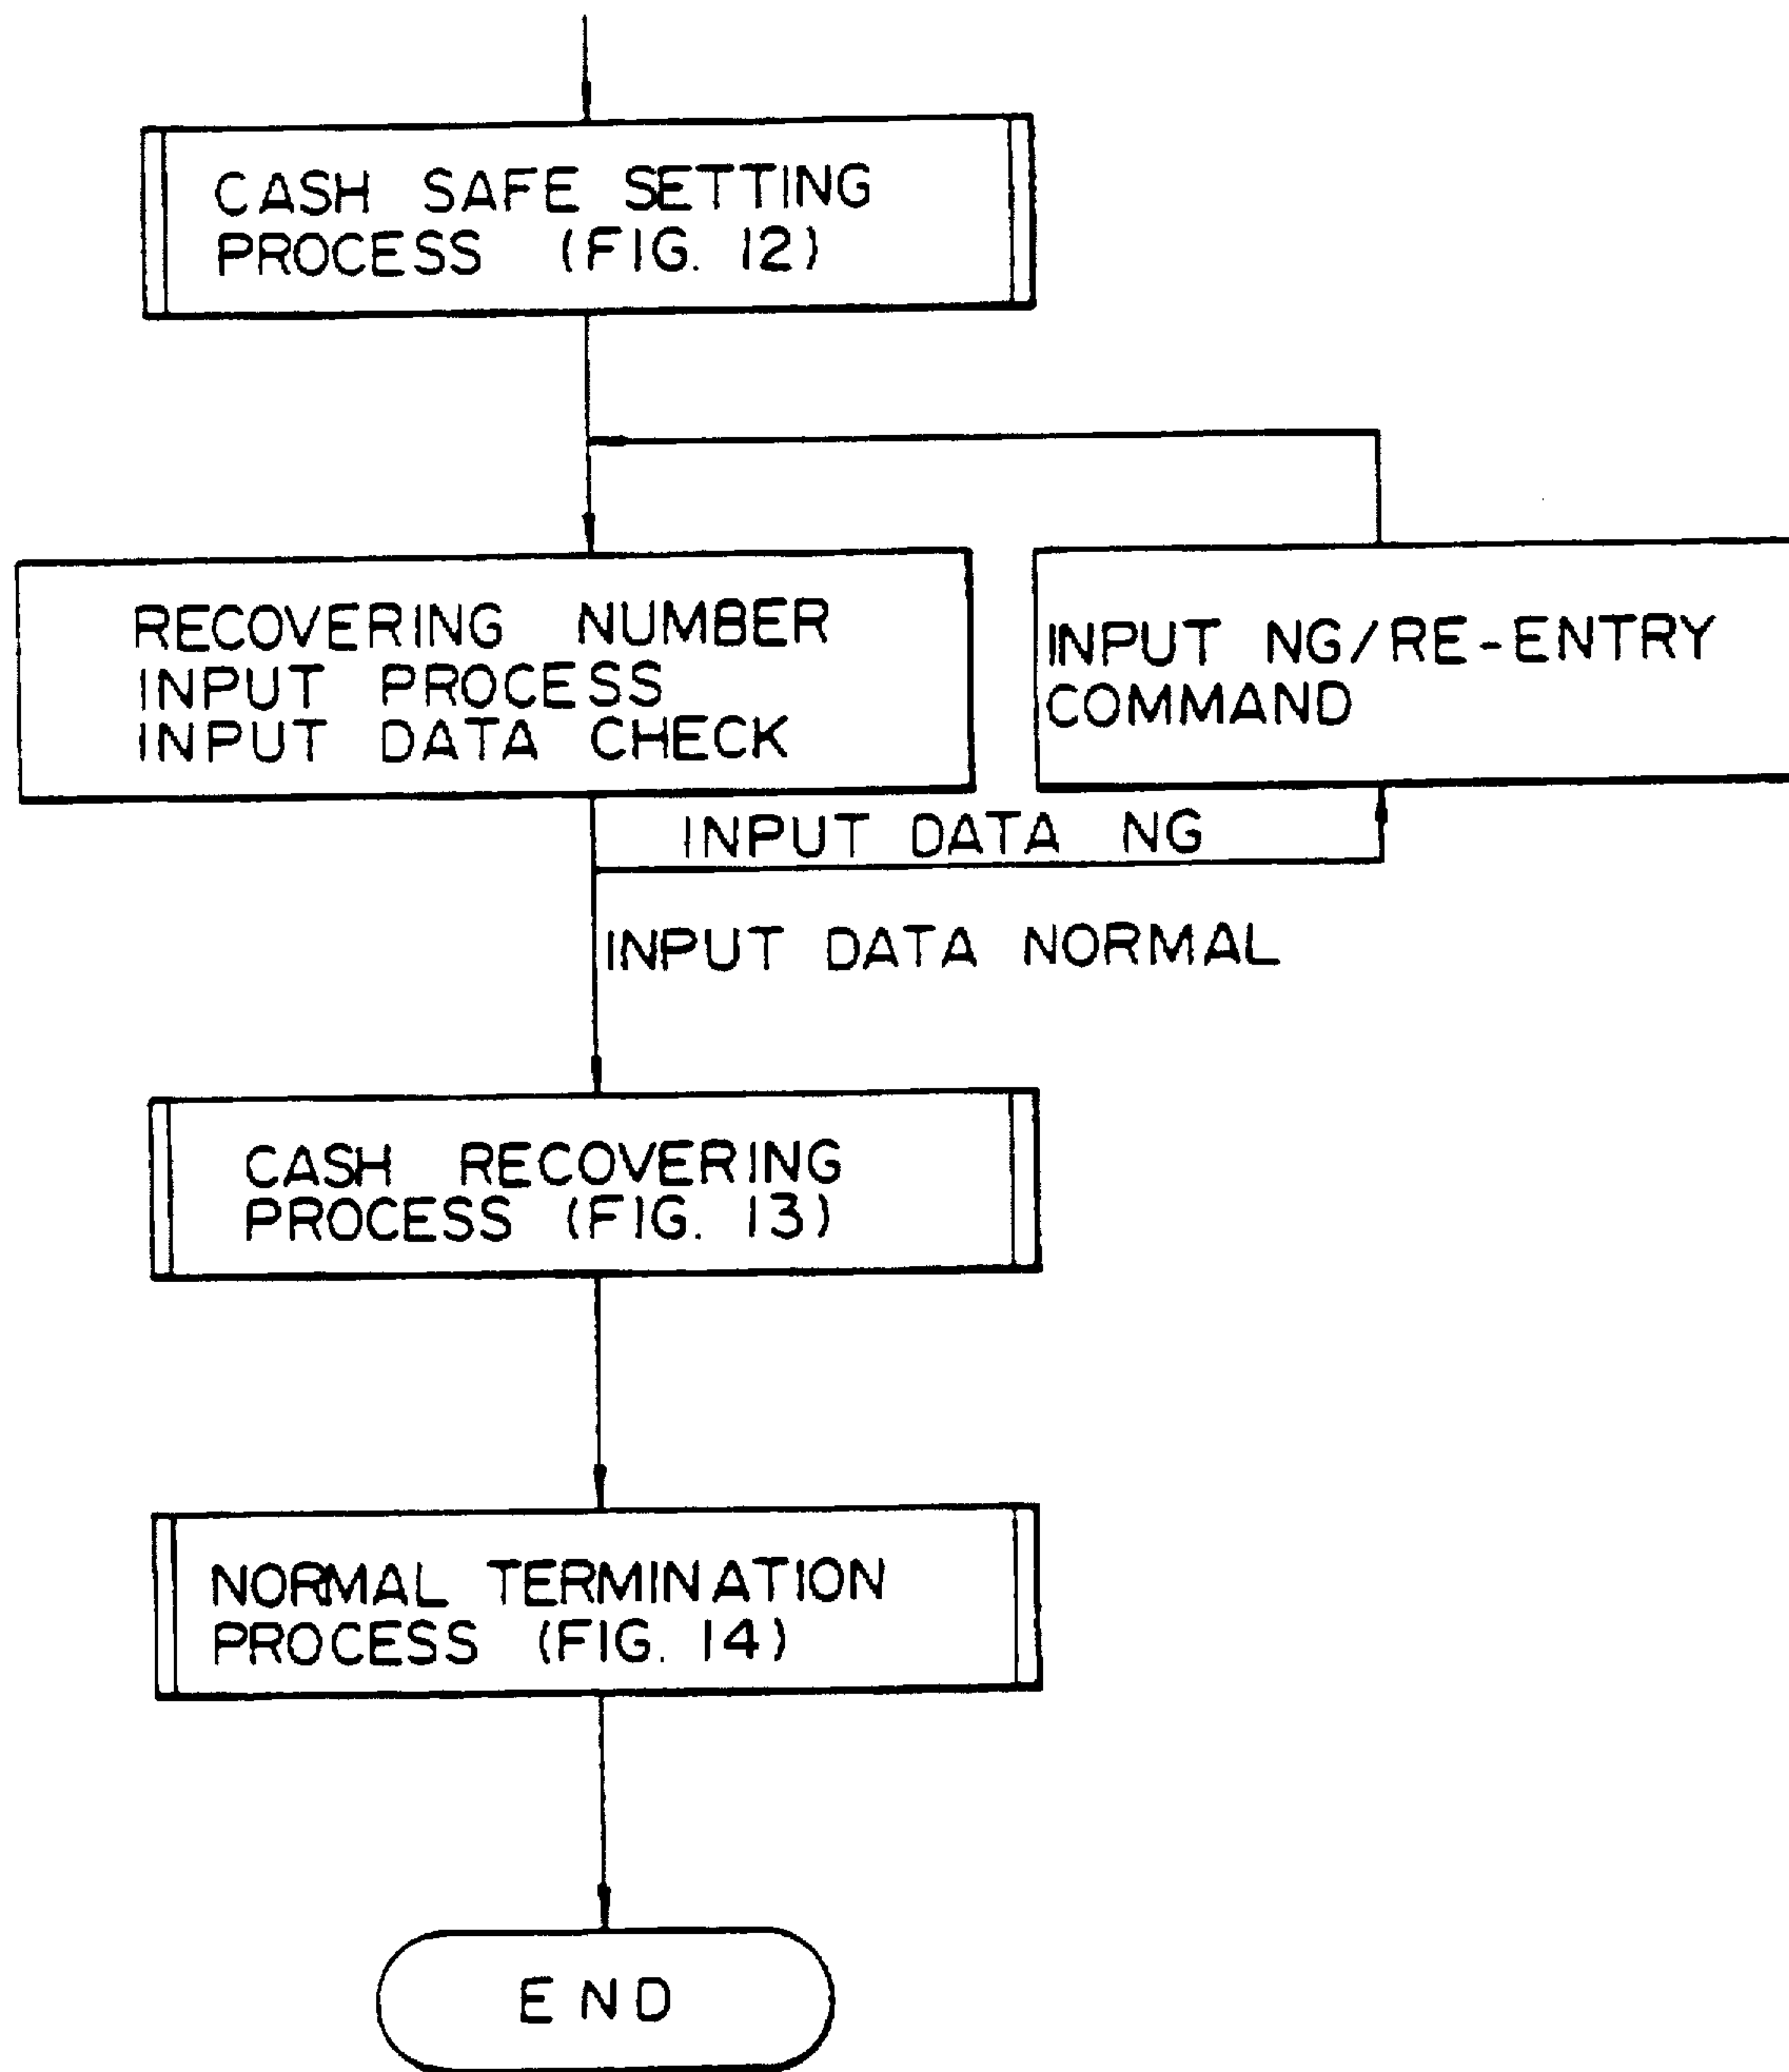 CASH SAFE SETTING
PROCESS (FIG. 12)
RECOVERING NUMBER
INPUT PROCESS
INPUT DATA CHECK
INPUT NG/RE-ENTRY
COMMAND
INPUT DATA NG
INPUT DATA NORMAL
CASH RECOVERING
PROCESS (FIG. 13)
NORMAL TERMINATION
PROCESS (FIG. 14)
END